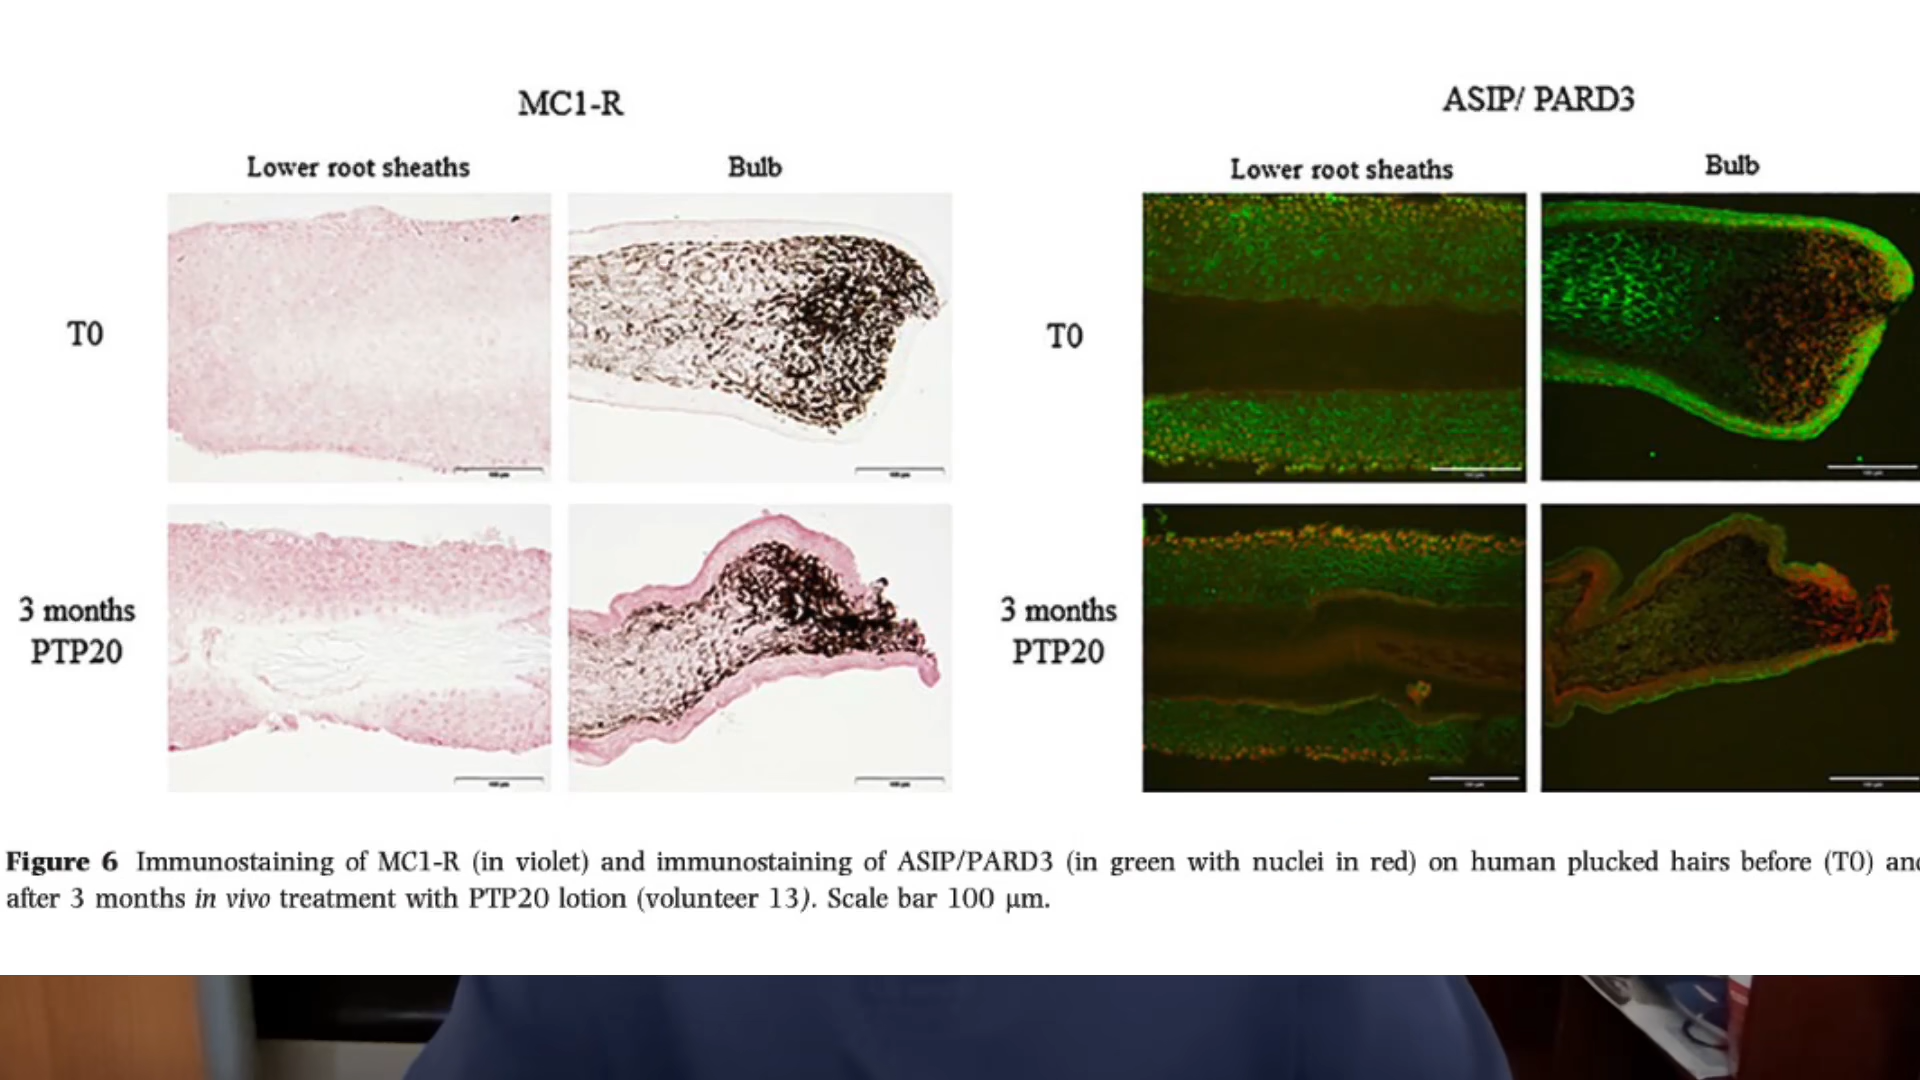 MC1-R
ASIP/ PARD3
Lower root sheaths
Bulb
Lower root sheaths
Bulb
T0
T0
3 months
PTP20
3 months
PTP20
Figure 6 Immunostaining of MC1-R (in violet) and immunostaining of ASIP/PARD3 (in green with nuclei in red) on human plucked hairs before (T0) and
after 3 months in vivo treatment with PTP20 lotion (volunteer 13). Scale bar 100 μm.